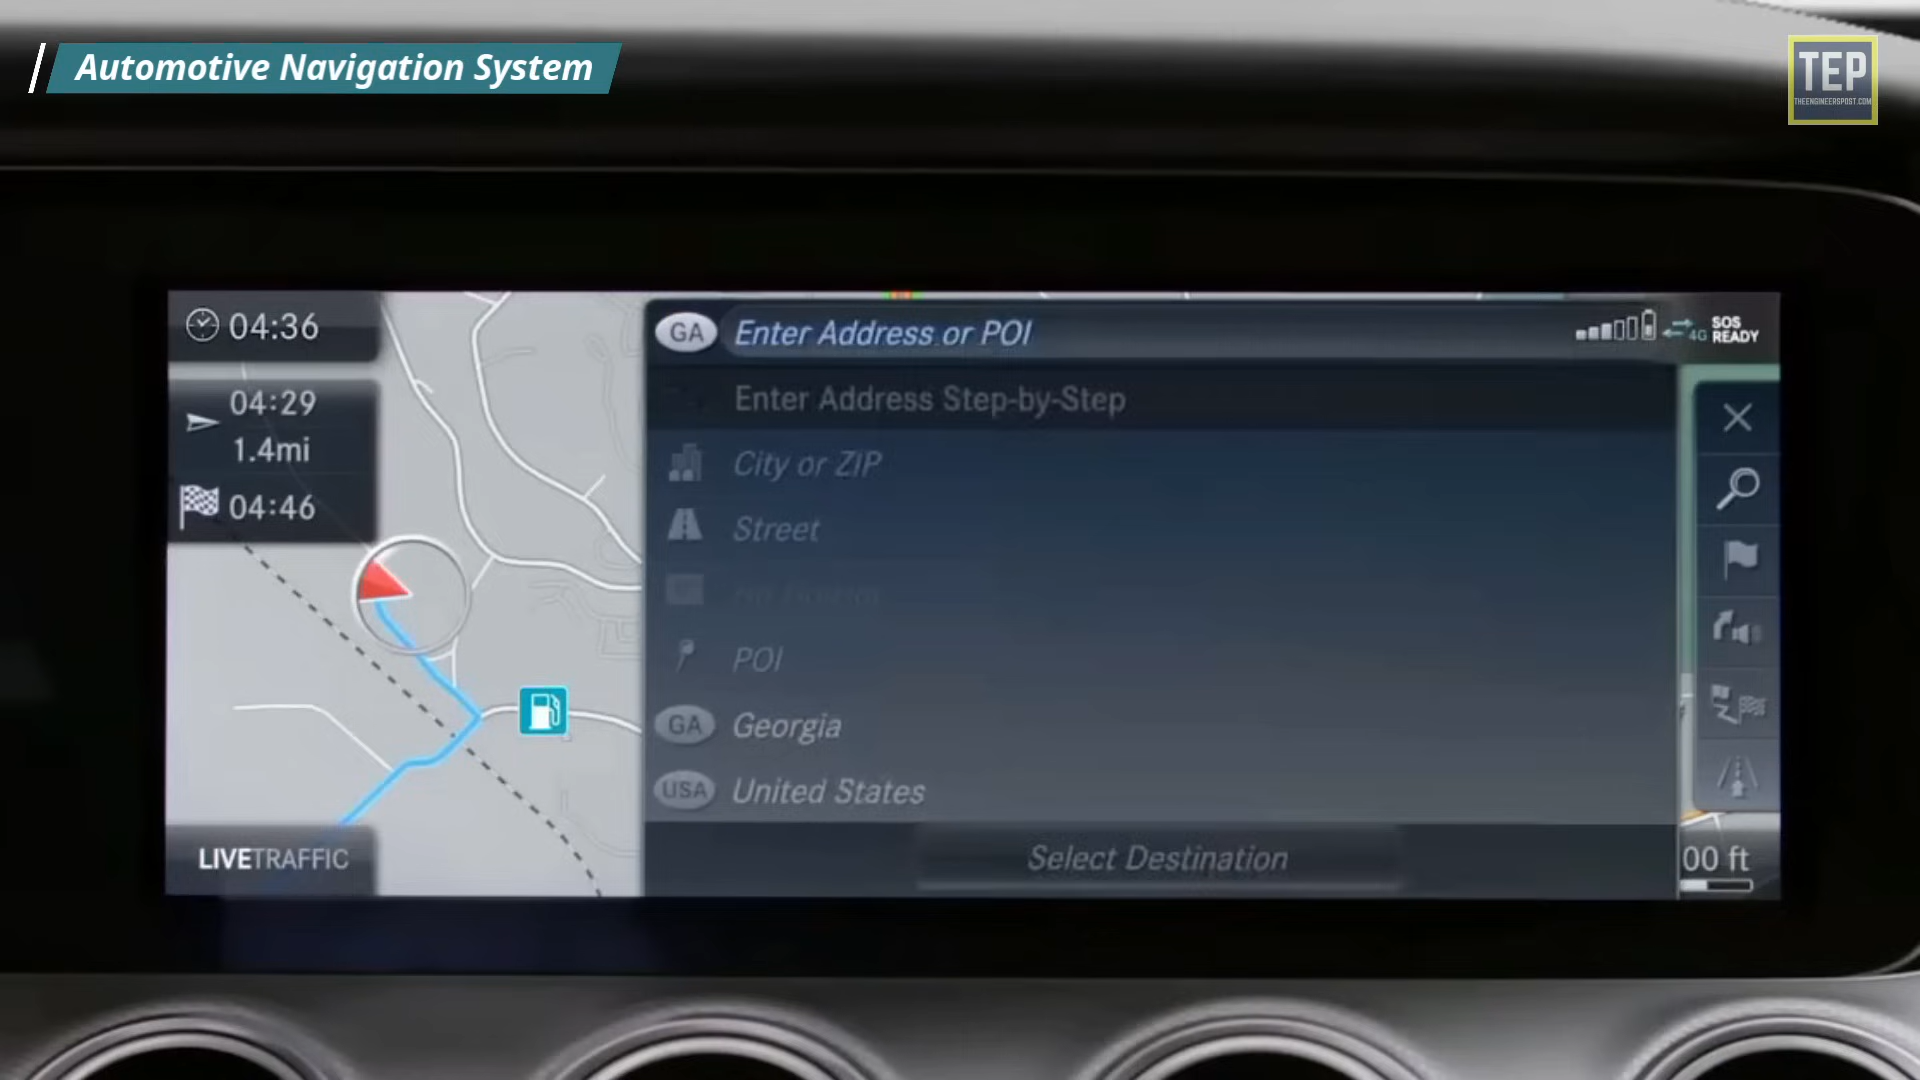 Automotive Navigation System
TEP
THEENGINEERSPOST.COM
04:36
04:29
1.4mi
04:46
LIVETRAFFIC
GA Enter Address or POI
4G
SOS
READY
Enter Address Step-by-Step
City or ZIP
Street
POI
GA Georgia
USA United States
Select Destination
00 ft